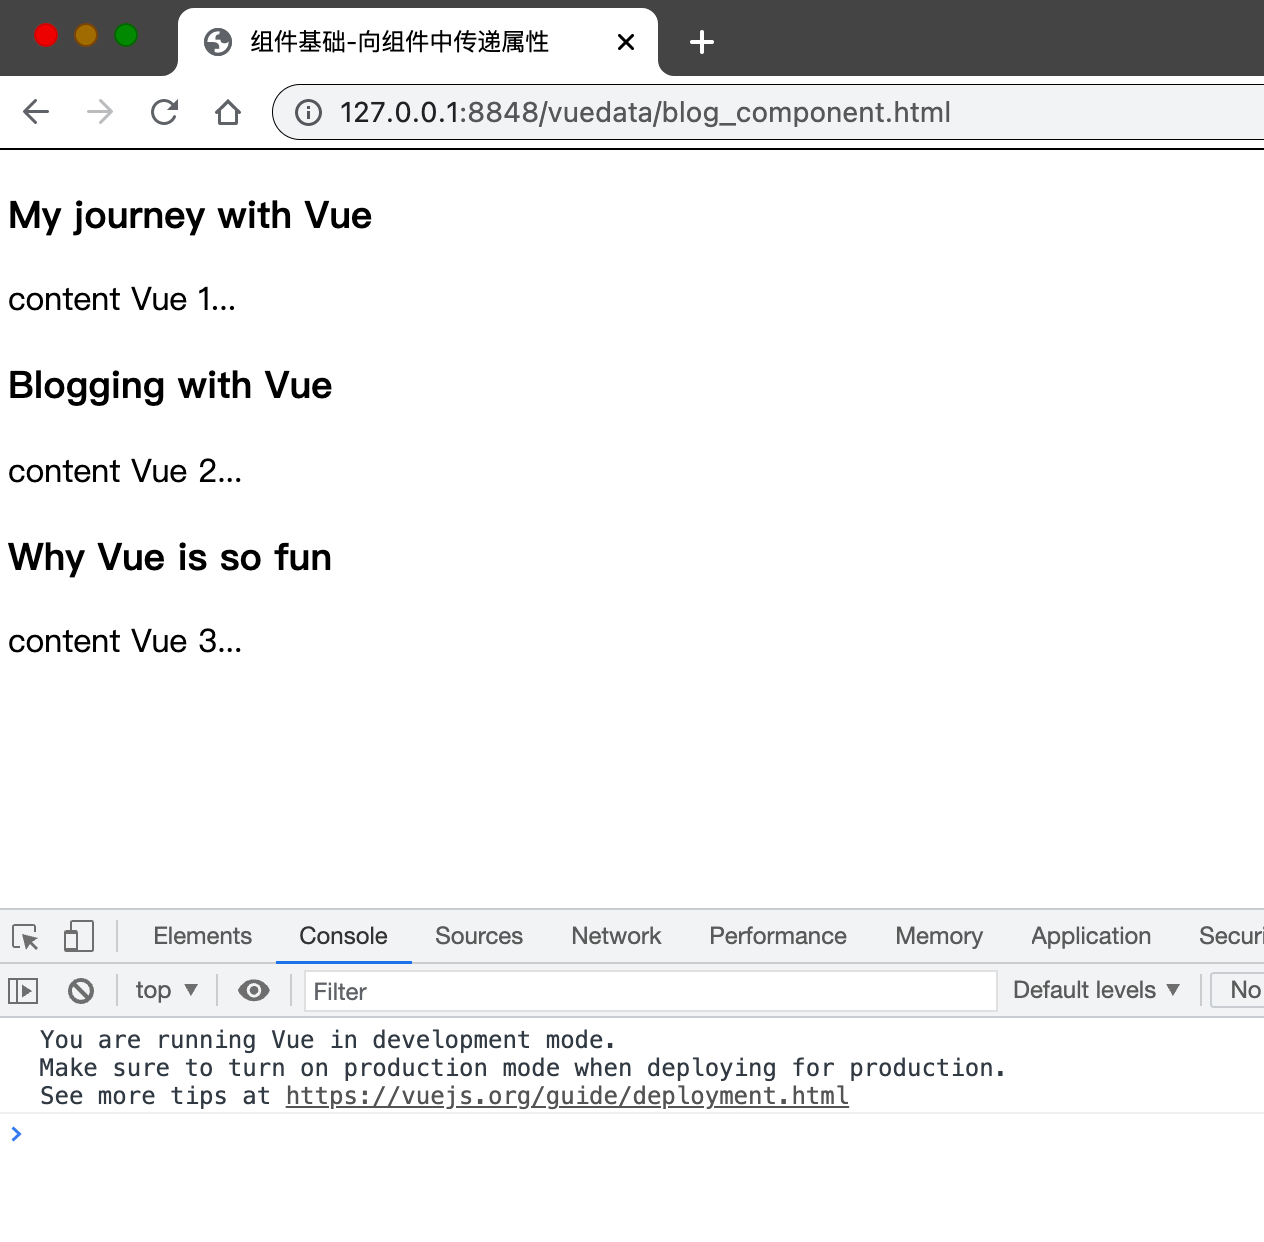 组件基础-向组件中传递属性
127.0.0.1:8848/vuedata/blog_component.html
My journey with Vue
content Vue 1...
Blogging with Vue
content Vue 2...
Why Vue is so fun
content Vue 3...
Elements Console Sources Network Performance Memory Application Securi
top Filter Default levels No
You are running Vue in development mode.
Make sure to turn on production mode when deploying for production.
See more tips at https://vuejs.org/guide/deployment.html